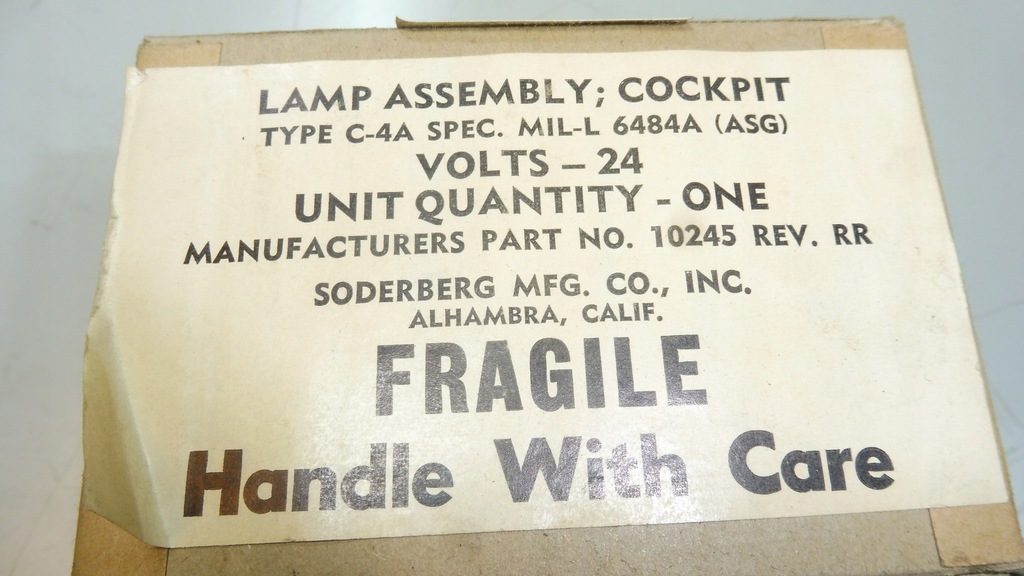 LAMP ASSEMBLY; COCKPIT
TYPE C-4A SPEC. MIL-L 6484A (ASG)
VOLTS – 24
UNIT QUANTITY - ONE
MANUFACTURERS PART NO. 10245 REV. RR
SODERBERG MFG. CO., INC.
ALHAMBRA, CALIF.
FRAGILE
Handle With Care